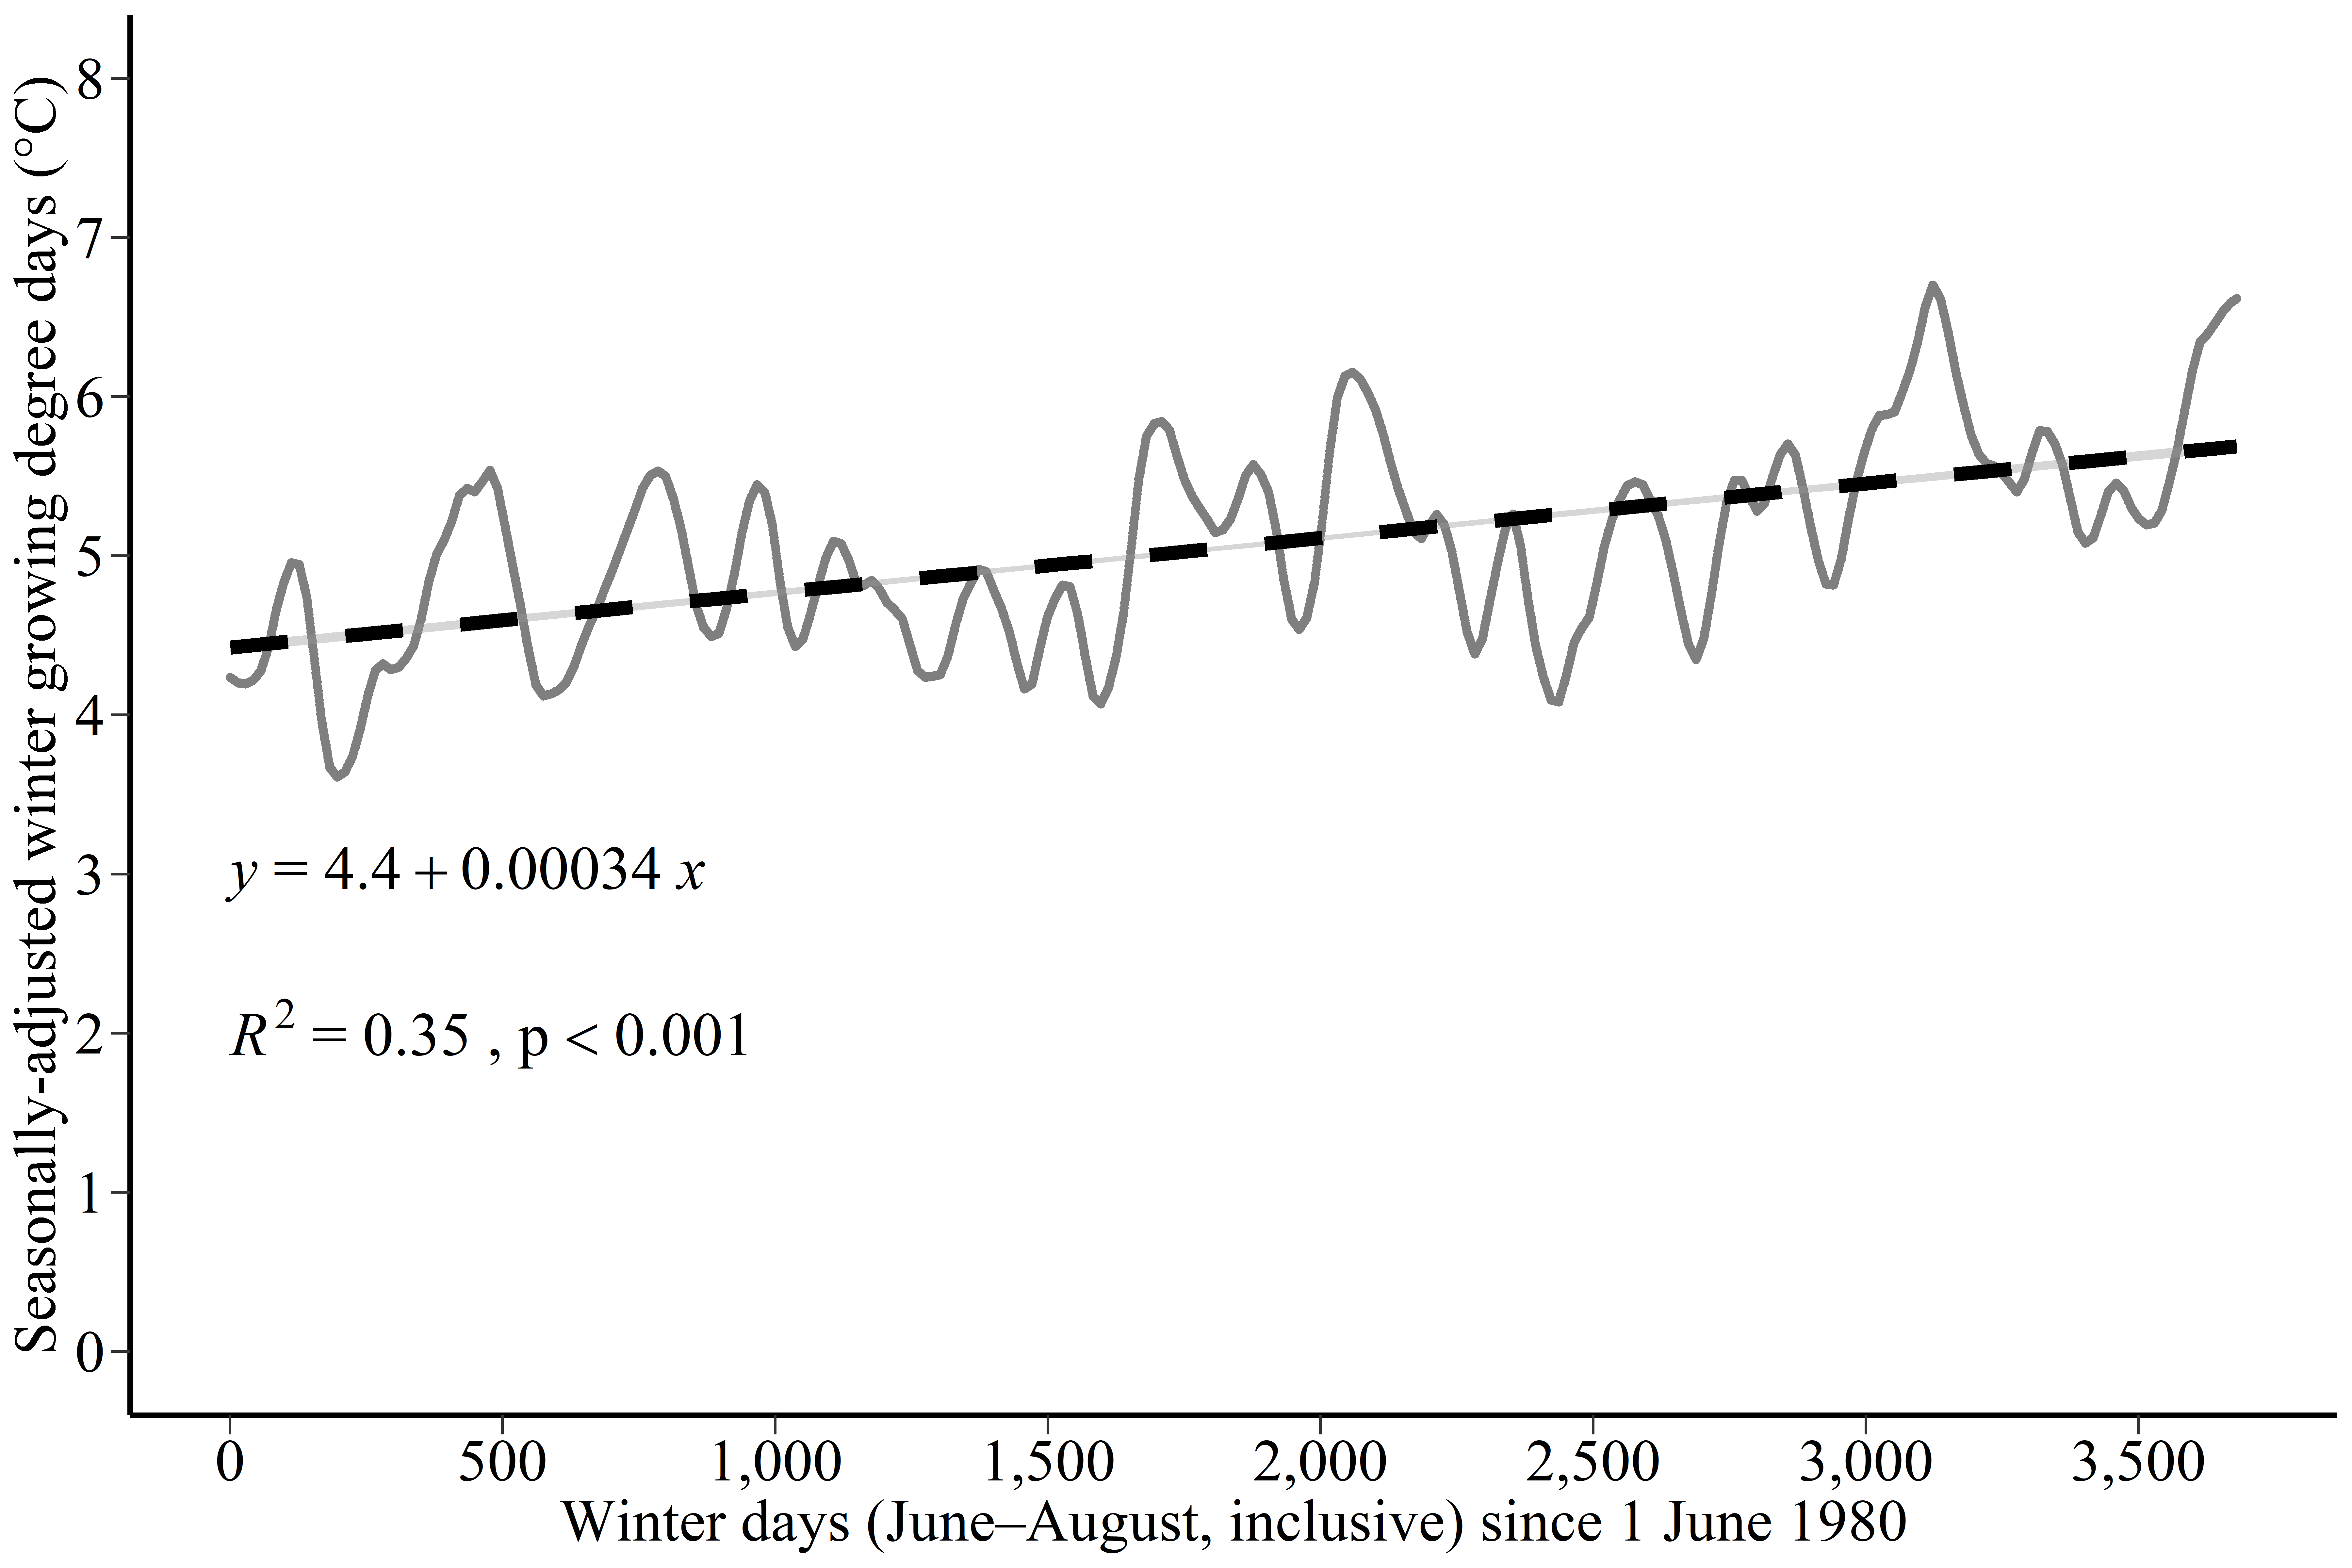 Seasonally-adjusted winter growing degree days (°C)
8
7
6
5
4
3
2
1
0
y = 4.4 + 0.00034 x
R² = 0.35 , p < 0.001
0 500 1,000 1,500 2,000 2,500 3,000 3,500
Winter days (June–August, inclusive) since 1 June 1980